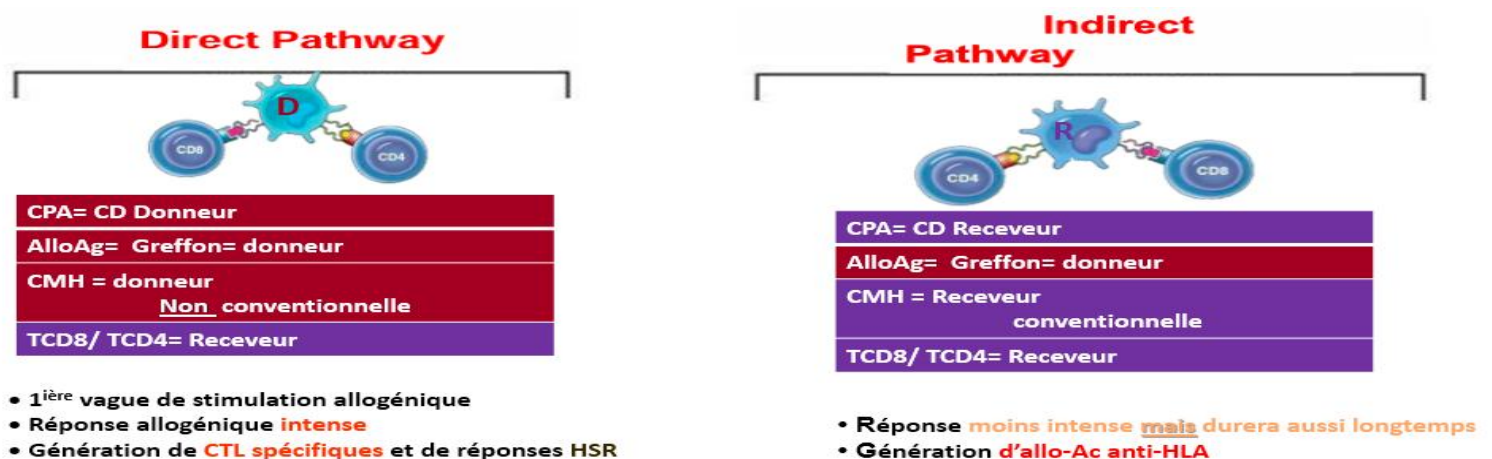 Direct Pathway
D
CD8
CD4
CPA= CD Donneur
AlloAg= Greffon= donneur
CMH = donneur
Non conventionnelle
TCD8/ TCD4= Receveur
• 1ière vague de stimulation allogénique
• Réponse allogénique intense
• Génération de CTL spécifiques et de réponses HSR
Indirect
Pathway
R
CD4
CD8
CPA= CD Receveur
AlloAg= Greffon= donneur
CMH = Receveur
conventionnelle
TCD8/ TCD4= Receveur
• Réponse moins intense mais durera aussi longtemps
• Génération d'allo-Ac anti-HLA